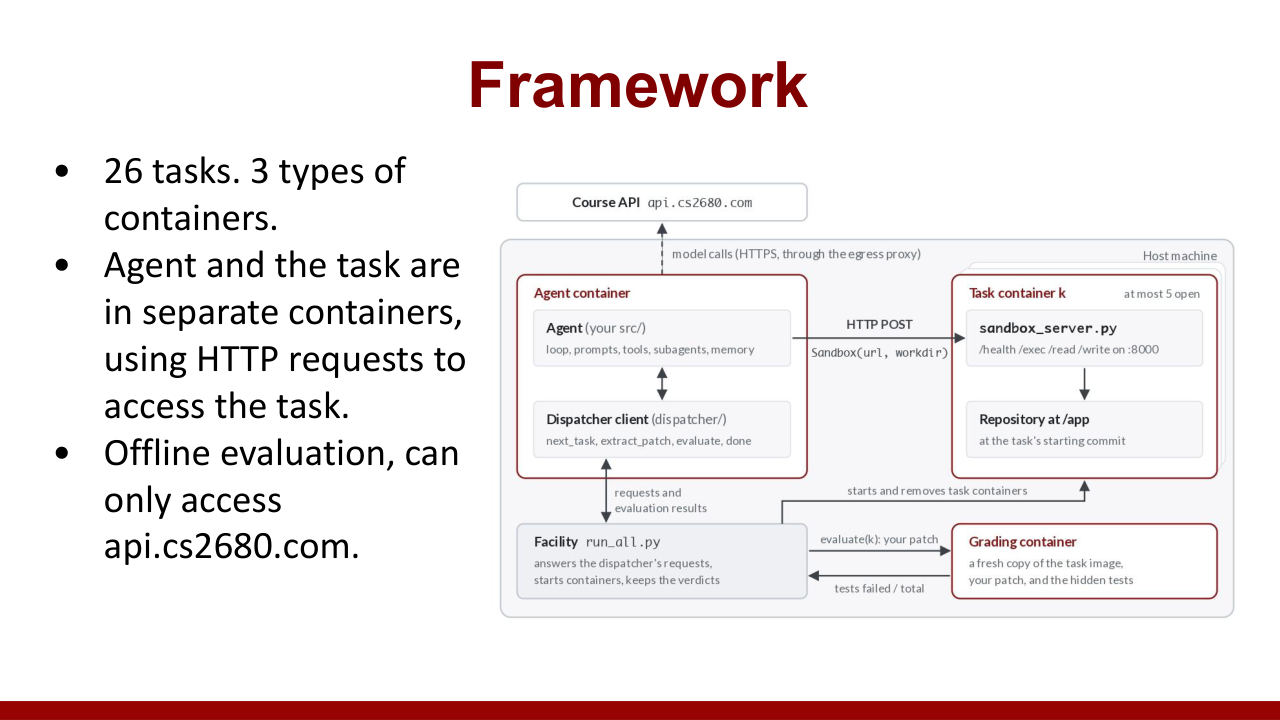 Framework
• 26 tasks. 3 types of
containers.
• Agent and the task are
in separate containers,
using HTTP requests to
access the task.
• Offline evaluation, can
only access
api.cs2680.com.
Course API api.cs2680.com
model calls (HTTPS, through the egress proxy)
Host machine
Agent container
Agent (your src/)
loop, prompts, tools, subagents, memory
Dispatcher client (dispatcher/)
next_task, extract_patch, evaluate, done
HTTP POST
Sandbox(url, workdir)
Task container k
at most 5 open
sandbox_server.py
/health /exec /read /write on :8000
Repository at /app
at the task's starting commit
requests and
evaluation results
starts and removes task containers
Facility run_all.py
answers the dispatcher's requests,
starts containers, keeps the verdicts
evaluate(k): your patch
tests failed / total
Grading container
a fresh copy of the task image,
your patch, and the hidden tests